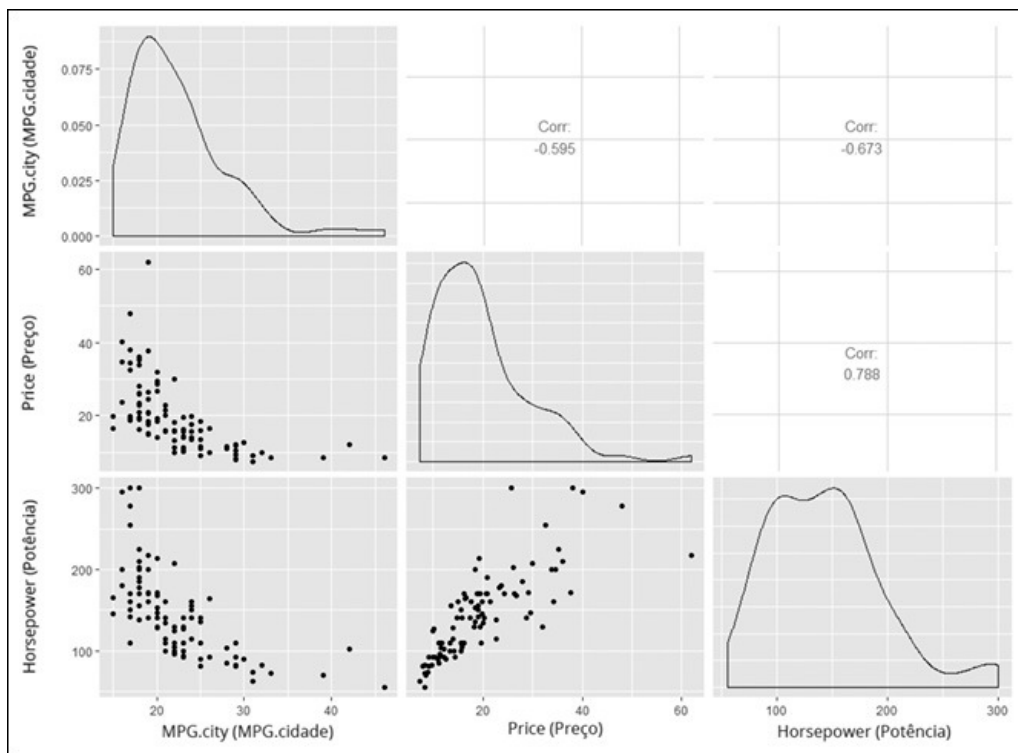 MPG.city (MPG.cidade)
0.075
0.050
0.025
0.000
Corr:
-0.595
Corr:
-0.673
Price (Preço)
60
40
20
Corr:
0.788
Horsepower (Potência)
300
200
100
20
30
40
20
40
60
100
200
300
MPG.city (MPG.cidade)
Price (Preço)
Horsepower (Potência)